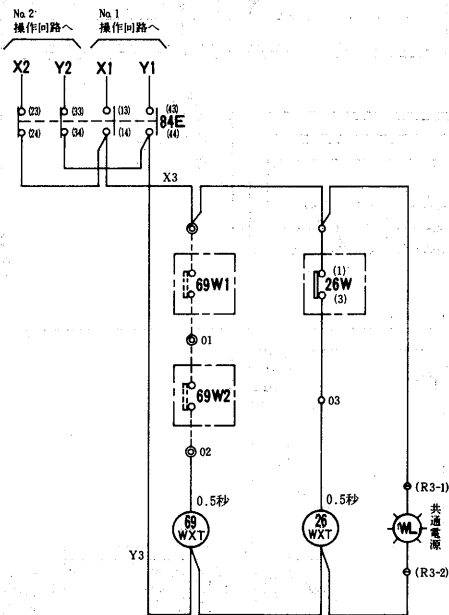 No.2
操作回路へ
No.1
操作回路へ
X2 Y2 X1 Y1
(23) (33) (13) (43)
84E
(24) (34) (14) (44)
X3
69W1
(1)
26W
(3)
01
69W2
03
02
0.5秒
69
WXT
0.5秒
26
WXT
(R3-1)
WL
共通電源
(R3-2)
Y3